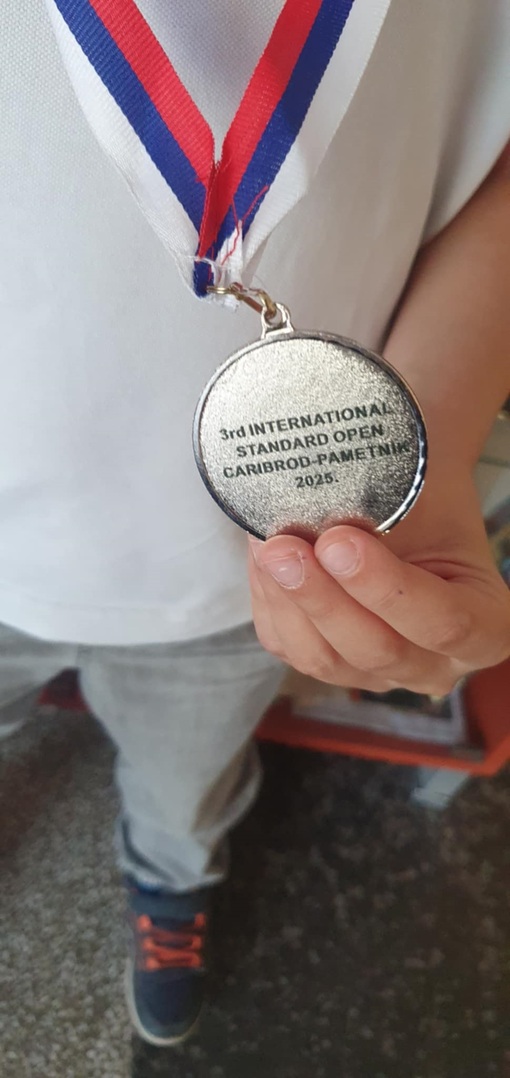 3rd INTERNATIONAL
STANDARD OPEN
CARIBROD-PAMETNIK
2025.